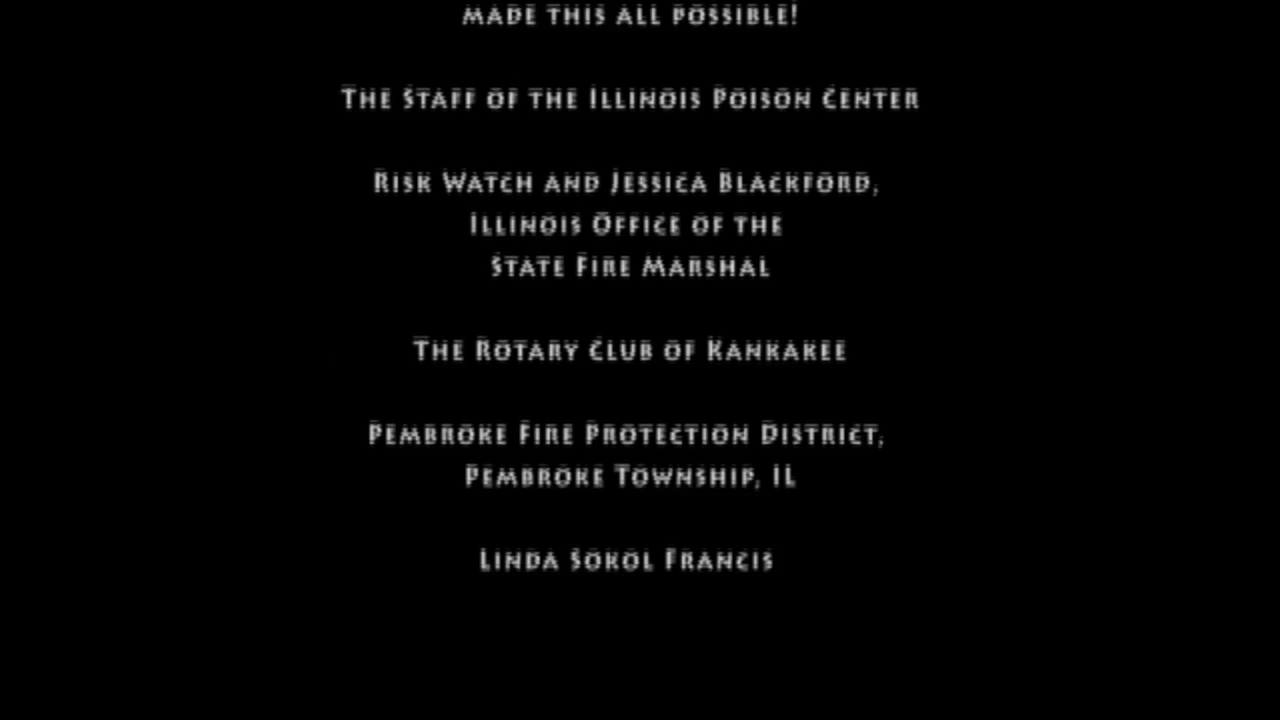 MADE THIS ALL POSSIBLE!
THE STAFF OF THE ILLINOIS POISON CENTER
RISK WATCH AND JESSICA BLACKFORD,
ILLINOIS OFFICE OF THE
STATE FIRE MARSHAL
THE ROTARY CLUB OF KANKAKEE
PEMBROKE FIRE PROTECTION DISTRICT,
PEMBROKE TOWNSHIP, IL
LINDA SOKOL FRANCIS